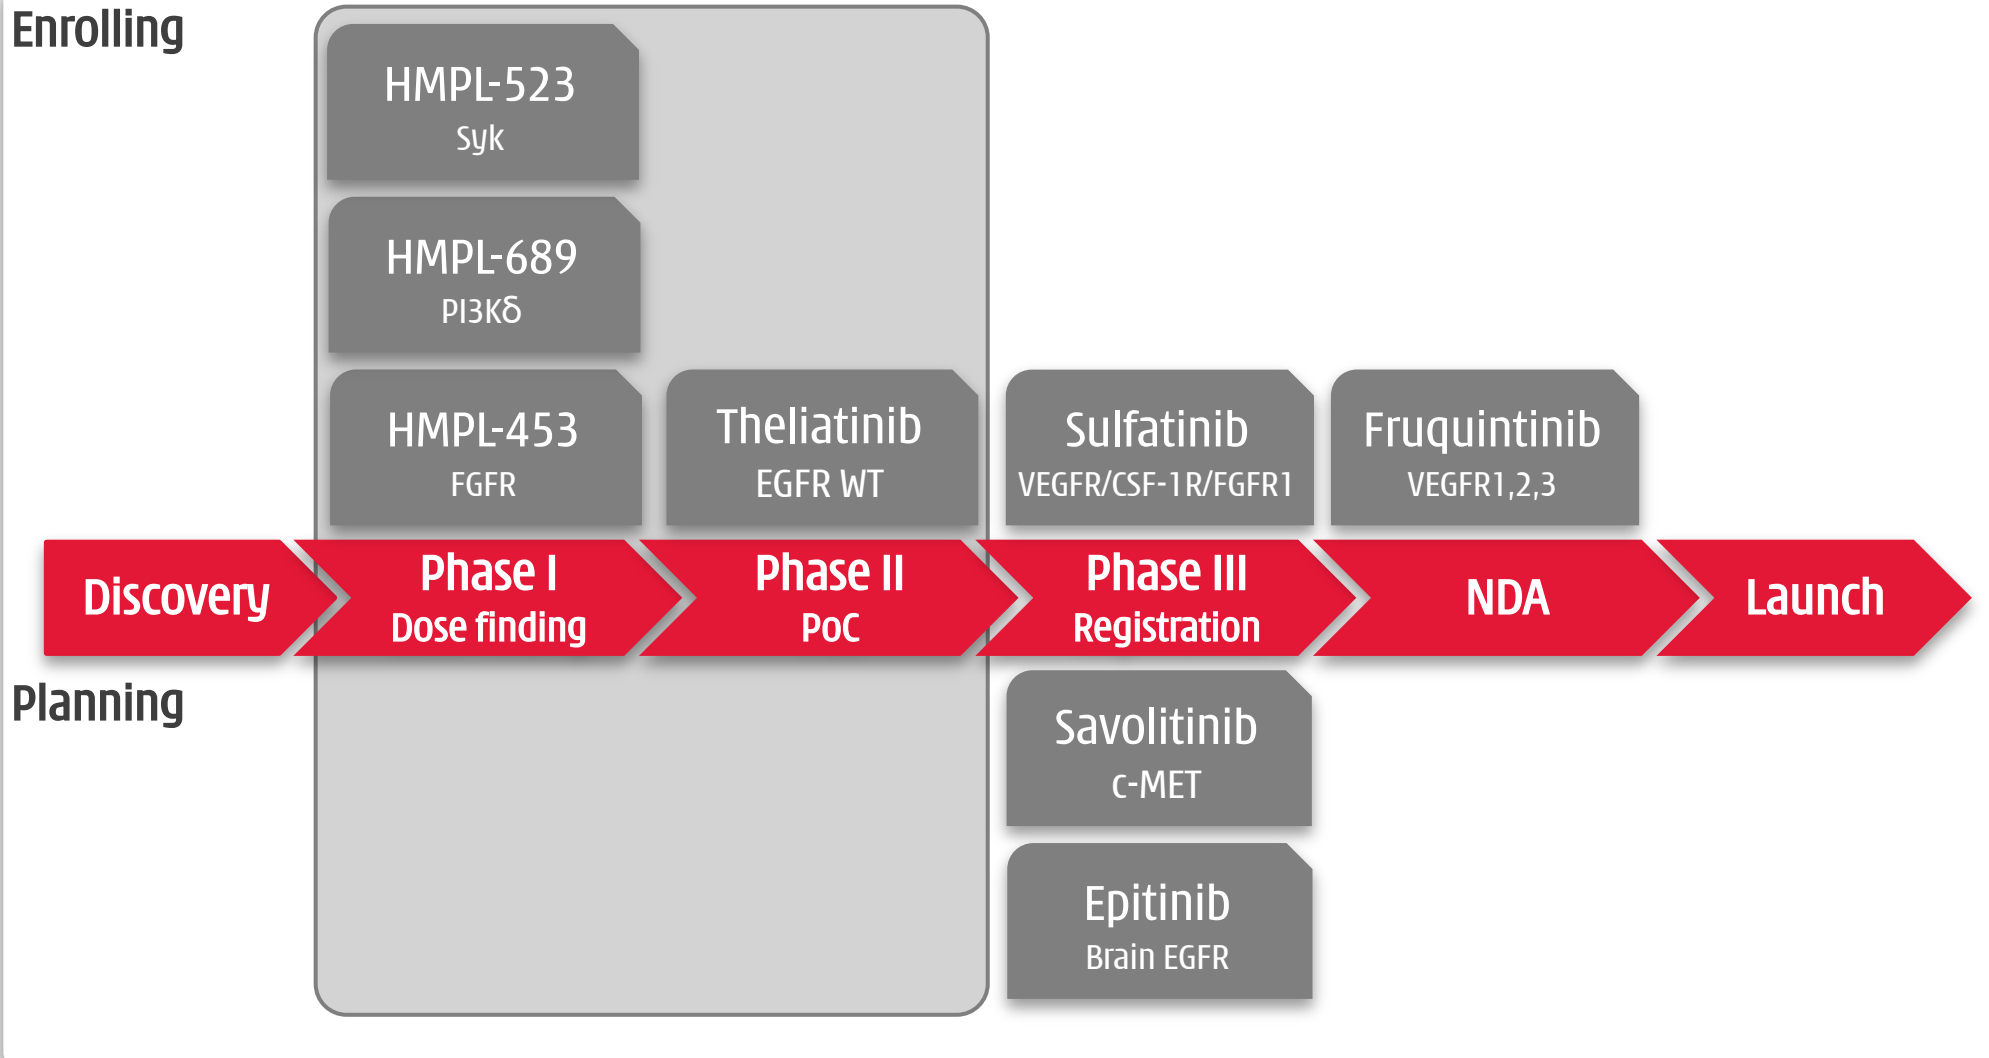 Enrolling
HMPL-523
Syk
HMPL-689
PI3Kδ
HMPL-453
FGFR
Theliatinib
EGFR WT
Sulfatinib
VEGFR/CSF-1R/FGFR1
Fruquintinib
VEGFR1,2,3
Discovery
Phase I
Dose finding
Phase II
PoC
Phase III
Registration
NDA
Launch
Planning
Savolitinib
c-MET
Epitinib
Brain EGFR